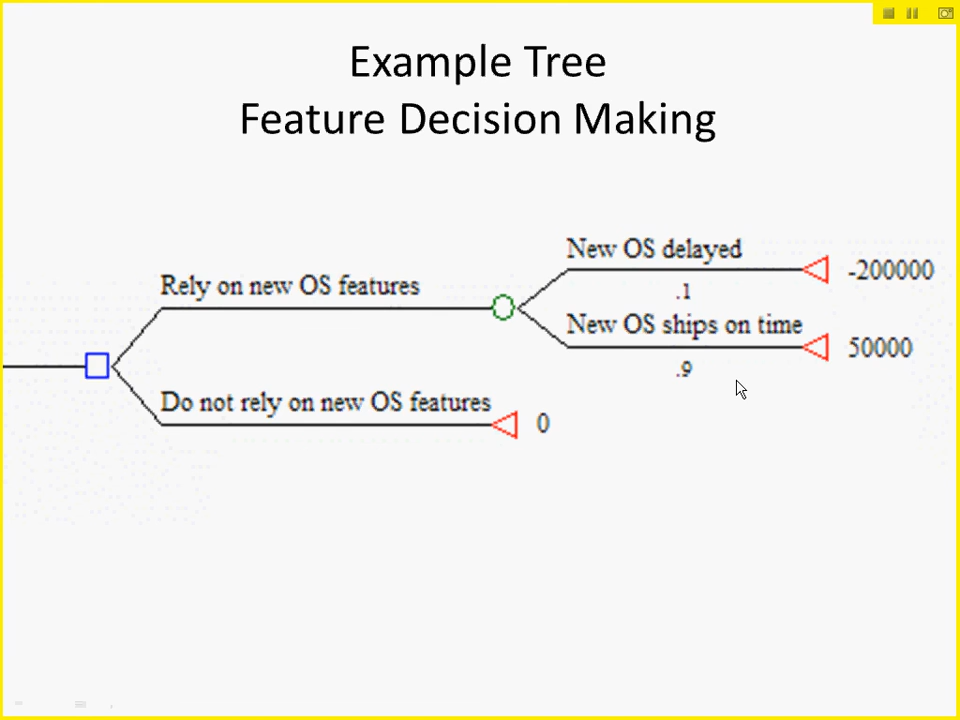 Example Tree
Feature Decision Making
New OS delayed
-200000
.1
Rely on new OS features
New OS ships on time
50000
.9
Do not rely on new OS features
0